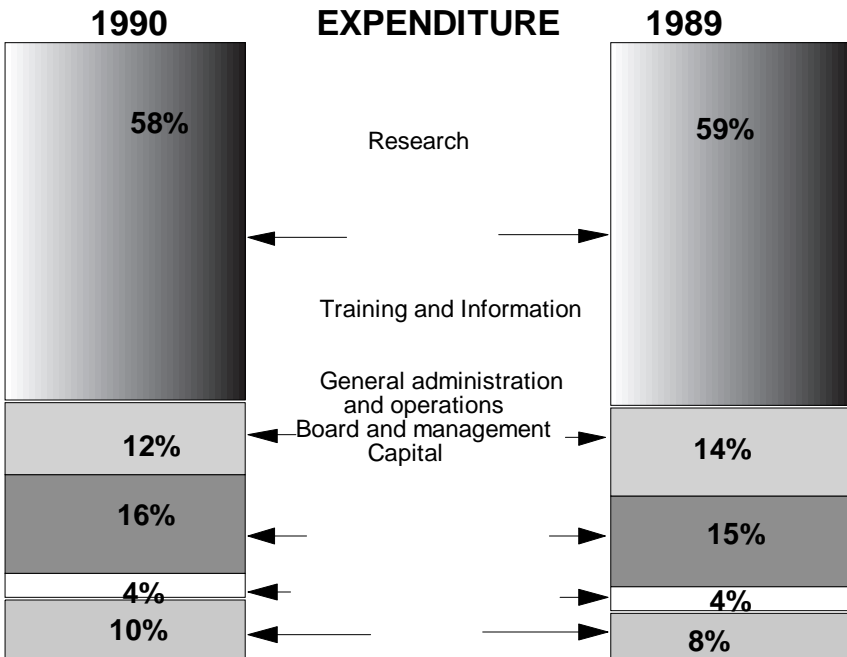 1990 EXPENDITURE 1989
58% 59%
Research
Training and Information
General administration
and operations
Board and management
Capital
12% 14%
16% 15%
4% 4%
10% 8%